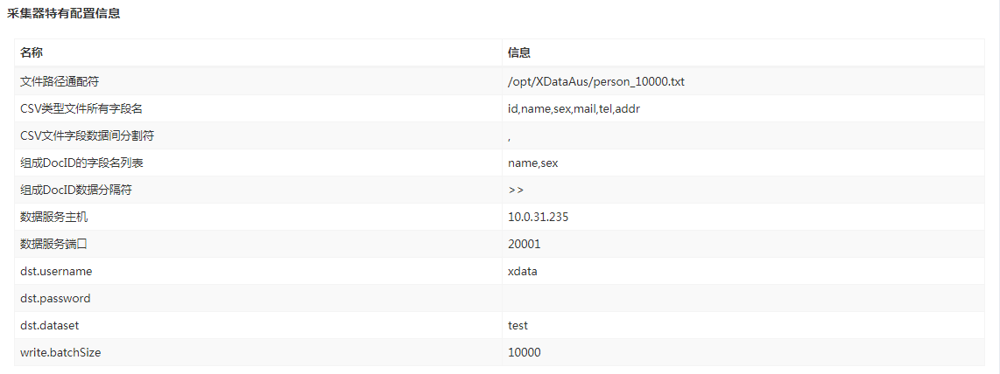 采集器特有配置信息
名称 信息
文件路径通配符 /opt/XDataAus/person_10000.txt
CSV类型文件所有字段名 id,name,sex,mail,tel,addr
CSV文件字段数据间分割符 ,
组成DocID的字段名列表 name,sex
组成DocID数据分隔符 >>
数据服务主机 10.0.31.235
数据服务端口 20001
dst.username xdata
dst.password
dst.dataset test
write.batchSize 10000